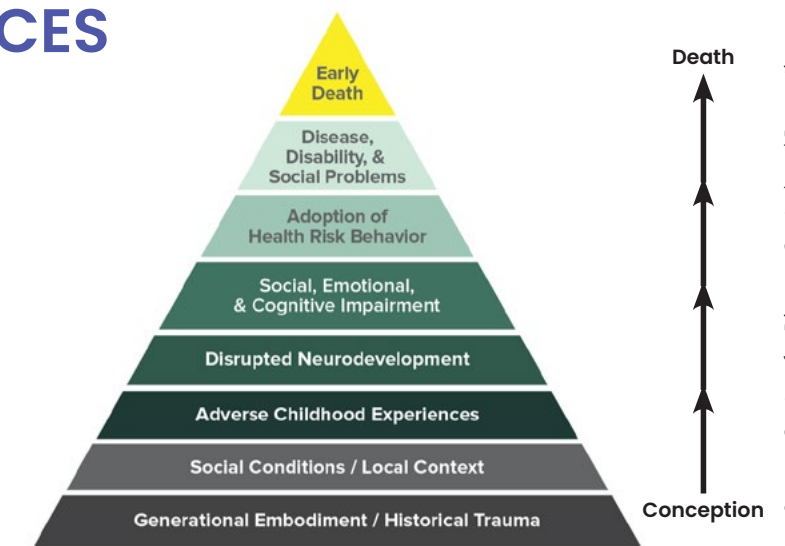 CES
Early
Death
Disease,
Disability, &
Social Problems
Adoption of
Health Risk Behavior
Social, Emotional,
& Cognitive Impairment
Disrupted Neurodevelopment
Adverse Childhood Experiences
Social Conditions / Local Context
Generational Embodiment / Historical Trauma
Death
Conception